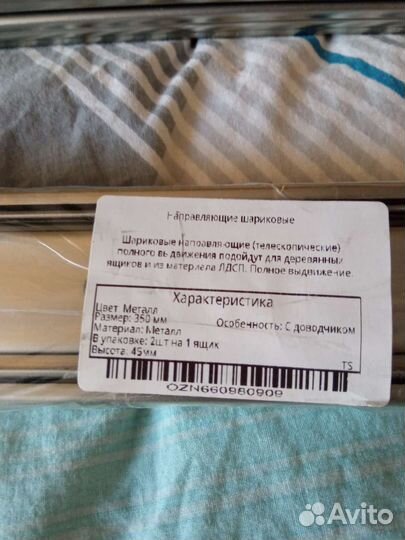 Направляющие шариковые
Шариковые направляющие (телескопические)
полного выдвижения подойдут для деревянных
ящиков и из материала ЛДСП. Полное выдвижение.
Характеристика
Цвет: Металл
Размер: 350 мм Особенность: С доводчиком
Материал: Металл
В упаковке: 2шт на 1 ящик
Высота: 45мм
TS
OZN660980909
Avito